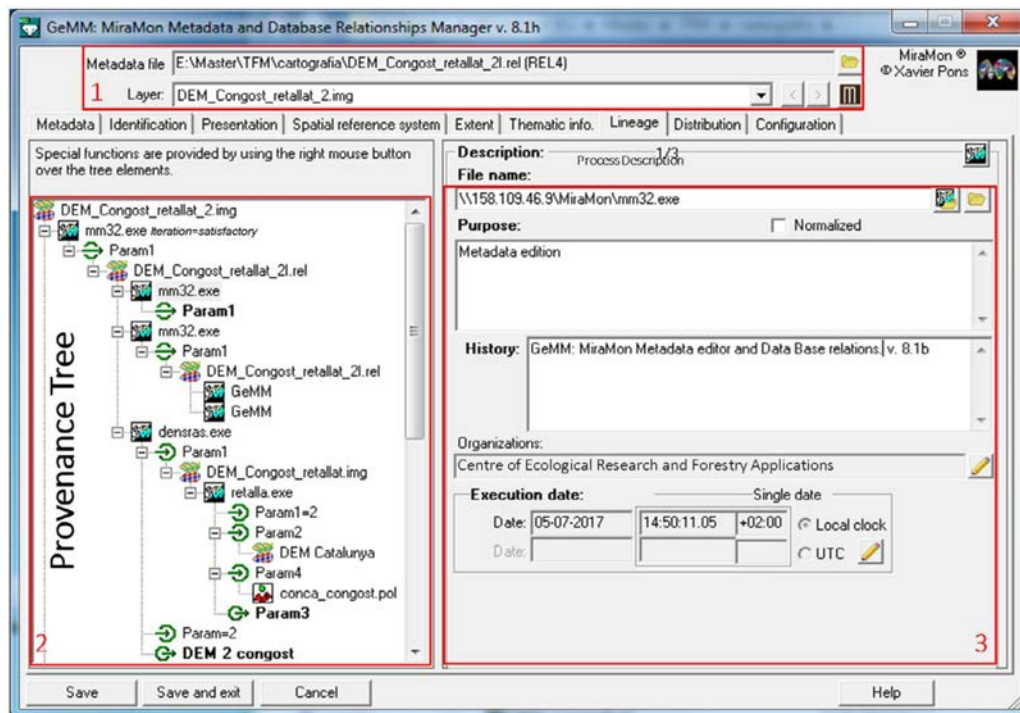 GeMM: MiraMon Metadata and Database Relationships Manager v. 8.1h
Metadata file E:\Master\TFM\cartografia\DEM_Congost_retallat_2I.rel (REL4)
MiraMon ®
© Xavier Pons
1
Layer: DEM_Congost_retallat_2.img
Metadata Identification Presentation Spatial reference system Extent Thematic info. Lineage Distribution Configuration
Special functions are provided by using the right mouse button
over the tree elements.
DEM_Congost_retallat_2.img
mm32.exe Iteration=satisfactory
Param1
DEM_Congost_retallat_2I.rel
mm32.exe
Param1
mm32.exe
Param1
DEM_Congost_retallat_2I.rel
GeMM
GeMM
densras.exe
Param1
DEM_Congost_retallat.img
retalla.exe
Param1=2
Param2
DEM Catalunya
Param4
conca_congost.pol
Param3
Param=2
DEM 2 congost
Provenance Tree
2
Description: 1/3
Process Description
File name:
\\158.109.46.9\MiraMon\mm32.exe
Purpose: Normalized
Metadata edition
History: GeMM: MiraMon Metadata editor and Data Base relations. v. 8.1b
Organizations:
Centre of Ecological Research and Forestry Applications
Execution date: Single date
Date: 05-07-2017 14:50:11.05 +02:00 Local clock
Date: UTC
3
Save Save and exit Cancel Help